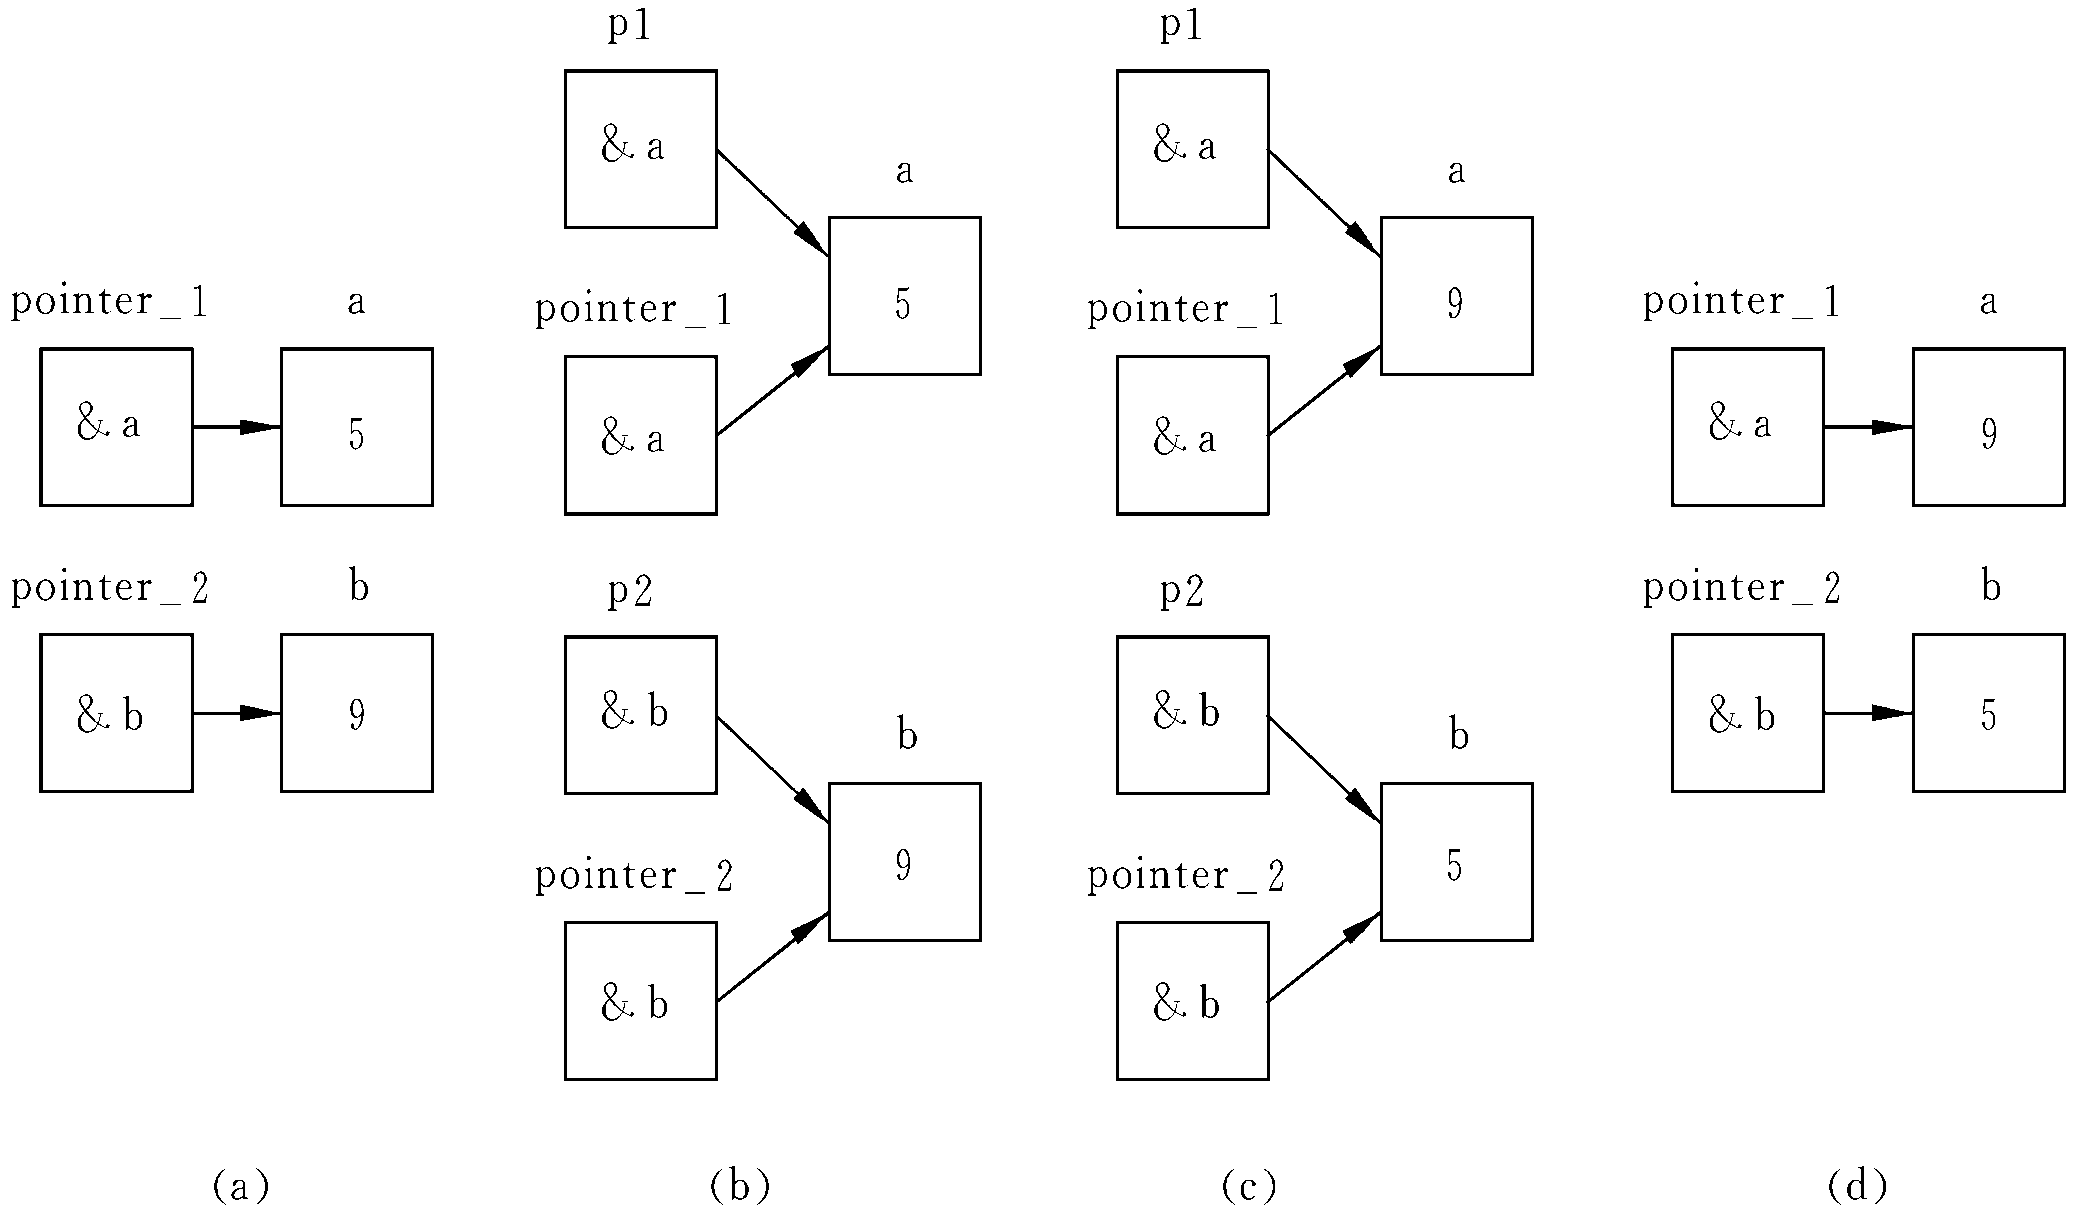 pointer_1 a
&a 5
pointer_2 b
&b 9
(a)
p1
&a
a
pointer_1
5
&a
p2
&b
b
pointer_2
9
&b
(b)
p1
&a
a
pointer_1
9
&a
p2
&b
b
pointer_2
5
&b
(c)
pointer_1 a
&a 9
pointer_2 b
&b 5
(d)